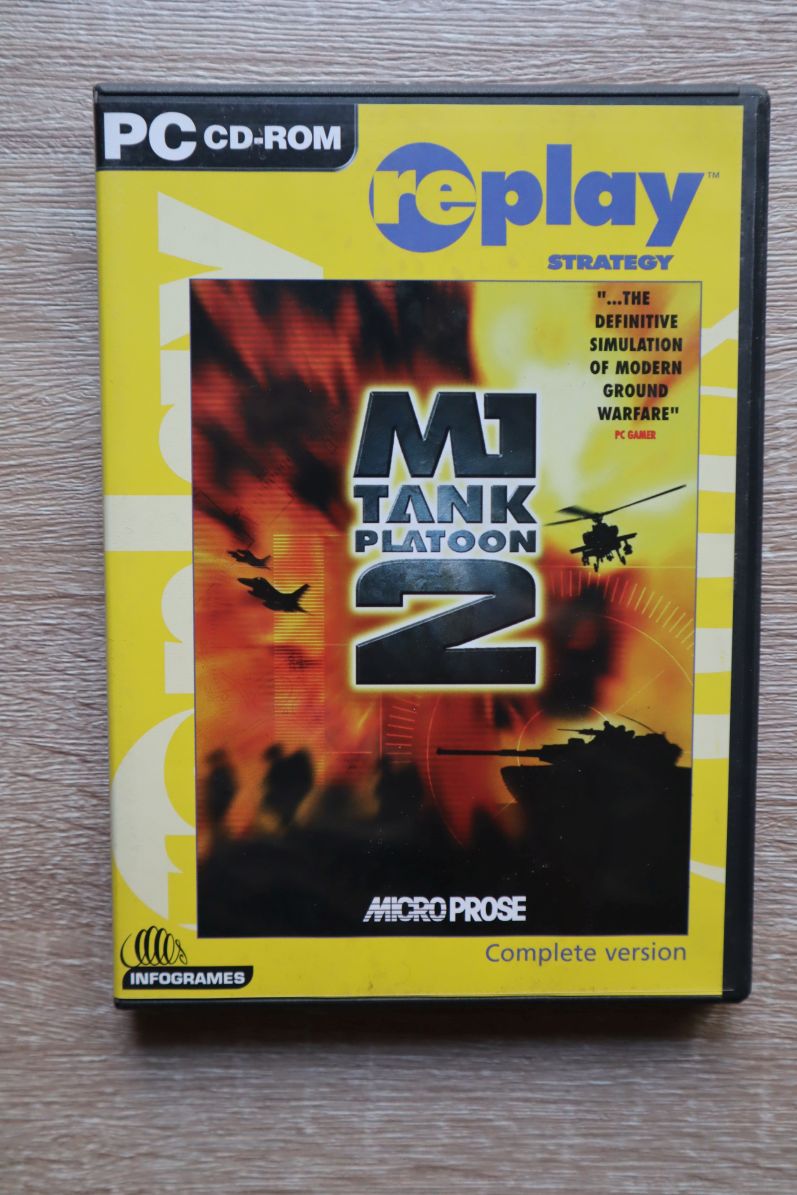 PC CD-ROM
replay™
STRATEGY
"...THE
DEFINITIVE
SIMULATION
OF MODERN
GROUND
WARFARE"
PC GAMER
M1
TANK
PLATOON
2
MICROPROSE
Complete version
INFOGRAMES
replay